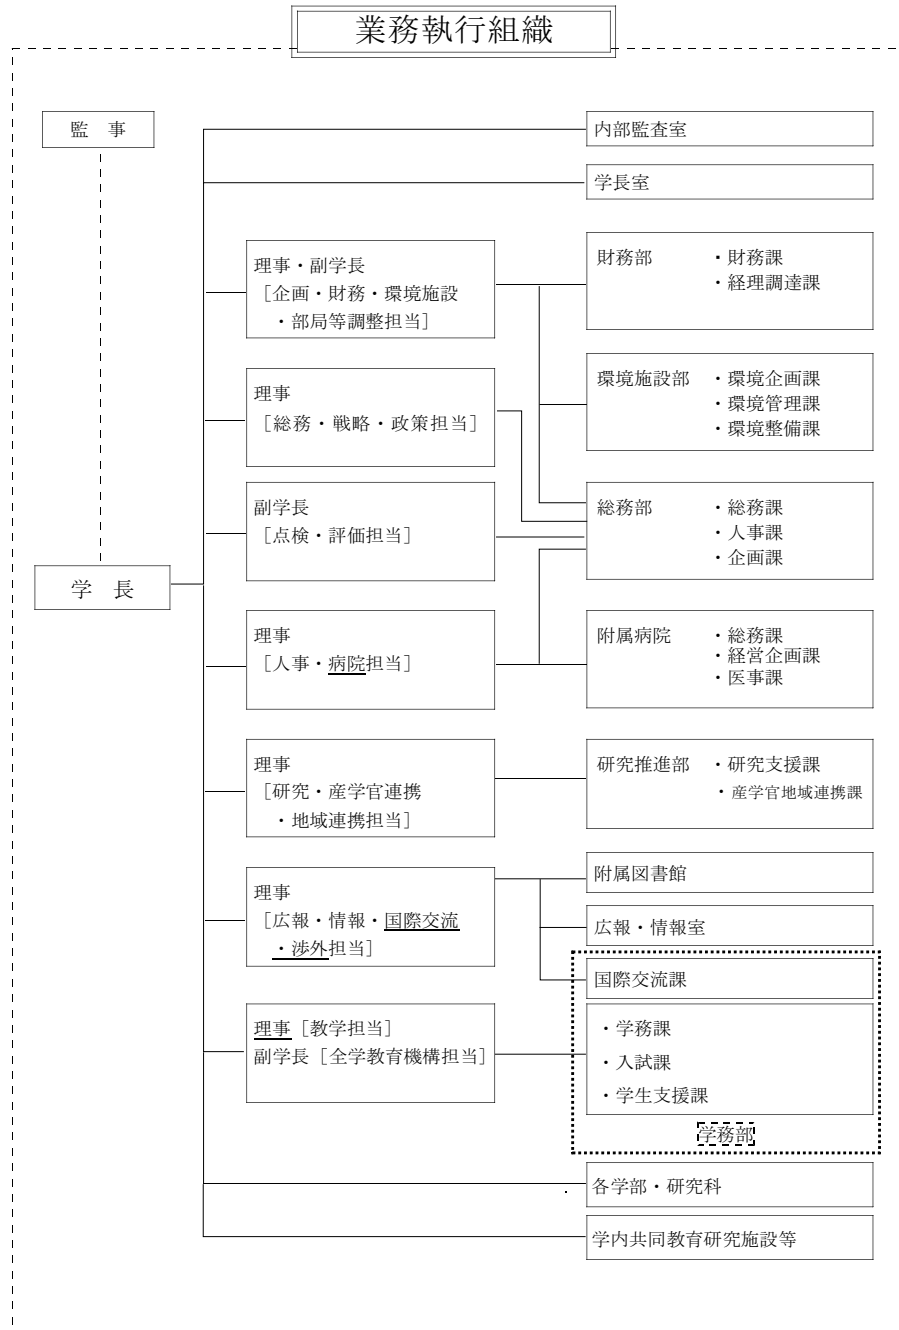 業務執行組織
監　事
内部監査室
学長室
理事・副学長
［企画・財務・環境施設
・部局等調整担当］
財務部　・財務課
・経理調達課
環境施設部　・環境企画課
・環境管理課
・環境整備課
理事
［総務・戦略・政策担当］
副学長
［点検・評価担当］
総務部　・総務課
・人事課
・企画課
学　長
理事
［人事・病院担当］
附属病院　・総務課
・経営企画課
・医事課
理事
［研究・産学官連携
・地域連携担当］
研究推進部　・研究支援課
・産学官地域連携課
理事
［広報・情報・国際交流
・渉外担当］
附属図書館
広報・情報室
国際交流課
理事［教学担当］
副学長［全学教育機構担当］
・学務課
・入試課
・学生支援課
学務部
各学部・研究科
学内共同教育研究施設等